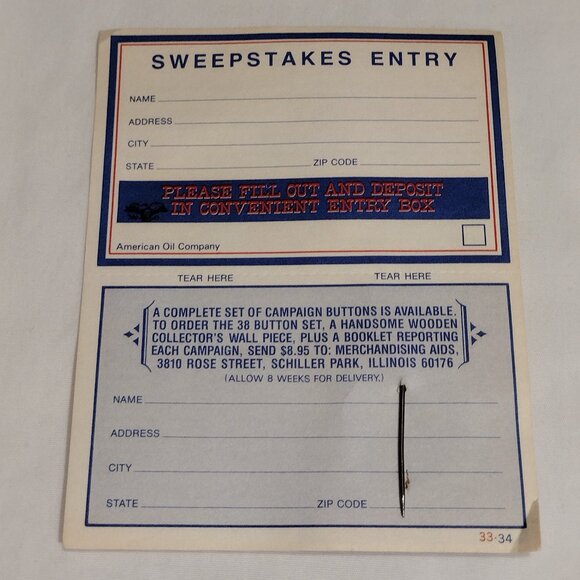 SWEEPSTAKES ENTRY
NAME
ADDRESS
CITY
STATE ZIP CODE
PLEASE FILL OUT AND DEPOSIT
IN CONVENIENT ENTRY BOX
American Oil Company
TEAR HERE TEAR HERE
A COMPLETE SET OF CAMPAIGN BUTTONS IS AVAILABLE.
TO ORDER THE 38 BUTTON SET, A HANDSOME WOODEN
COLLECTOR'S WALL PIECE, PLUS A BOOKLET REPORTING
EACH CAMPAIGN, SEND $8.95 TO: MERCHANDISING AIDS,
3810 ROSE STREET, SCHILLER PARK, ILLINOIS 60176
(ALLOW 8 WEEKS FOR DELIVERY.)
NAME
ADDRESS
CITY
STATE ZIP CODE
33-34